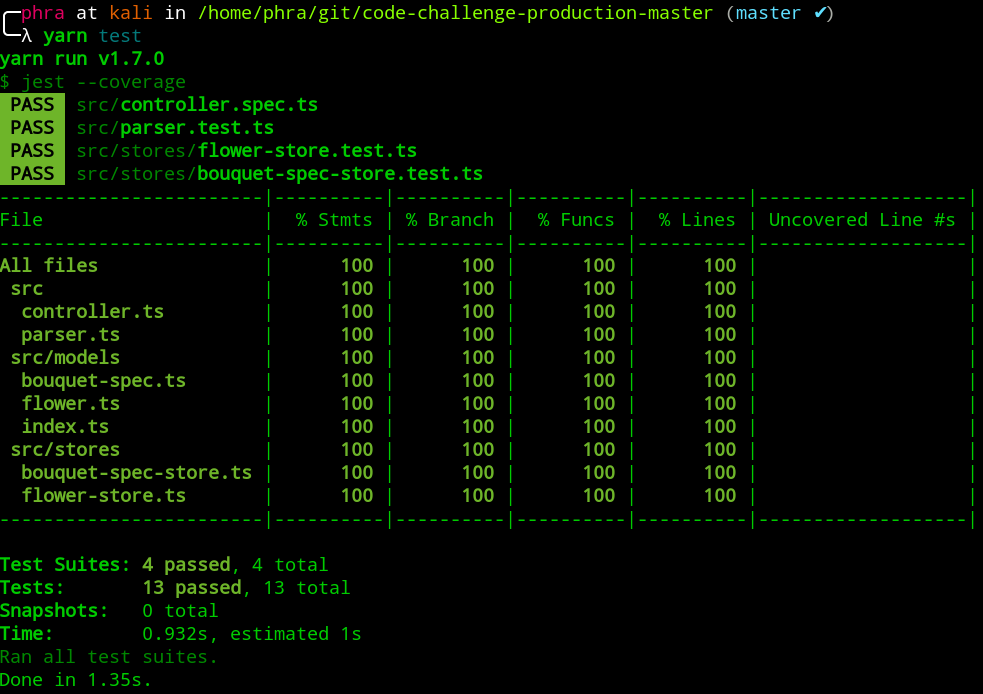 phra at kali in /home/phra/git/code-challenge-production-master (master ✔)
λ yarn test
yarn run v1.7.0
$ jest --coverage
PASS src/controller.spec.ts
PASS src/parser.test.ts
PASS src/stores/flower-store.test.ts
PASS src/stores/bouquet-spec-store.test.ts
------------------------|----------|----------|----------|----------|-------------------|
File                    |  % Stmts | % Branch |  % Funcs |  % Lines | Uncovered Line #s |
------------------------|----------|----------|----------|----------|-------------------|
All files               |      100 |      100 |      100 |      100 |                   |
 src                    |      100 |      100 |      100 |      100 |                   |
  controller.ts         |      100 |      100 |      100 |      100 |                   |
  parser.ts             |      100 |      100 |      100 |      100 |                   |
 src/models             |      100 |      100 |      100 |      100 |                   |
  bouquet-spec.ts       |      100 |      100 |      100 |      100 |                   |
  flower.ts             |      100 |      100 |      100 |      100 |                   |
  index.ts              |      100 |      100 |      100 |      100 |                   |
 src/stores             |      100 |      100 |      100 |      100 |                   |
  bouquet-spec-store.ts |      100 |      100 |      100 |      100 |                   |
  flower-store.ts       |      100 |      100 |      100 |      100 |                   |
------------------------|----------|----------|----------|----------|-------------------|
Test Suites: 4 passed, 4 total
Tests:       13 passed, 13 total
Snapshots:   0 total
Time:        0.932s, estimated 1s
Ran all test suites.
Done in 1.35s.